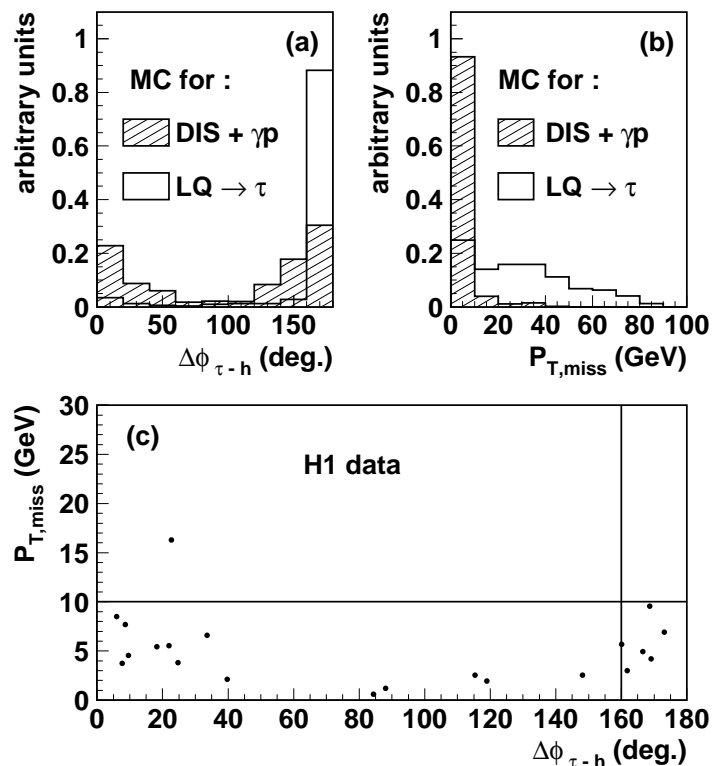 arbitrary units
1
0.8
0.6
0.4
0.2
0
(a)
MC for :
DIS + γp
LQ → τ
0 50 100 150
Δϕ τ - h (deg.)
arbitrary units
1
0.8
0.6
0.4
0.2
0
(b)
MC for :
DIS + γp
LQ → τ
0 20 40 60 80 100
P T,miss (GeV)
P T,miss (GeV)
30
25
20
15
10
5
0
(c)
H1 data
0 20 40 60 80 100 120 140 160 180
Δϕ τ - h (deg.)